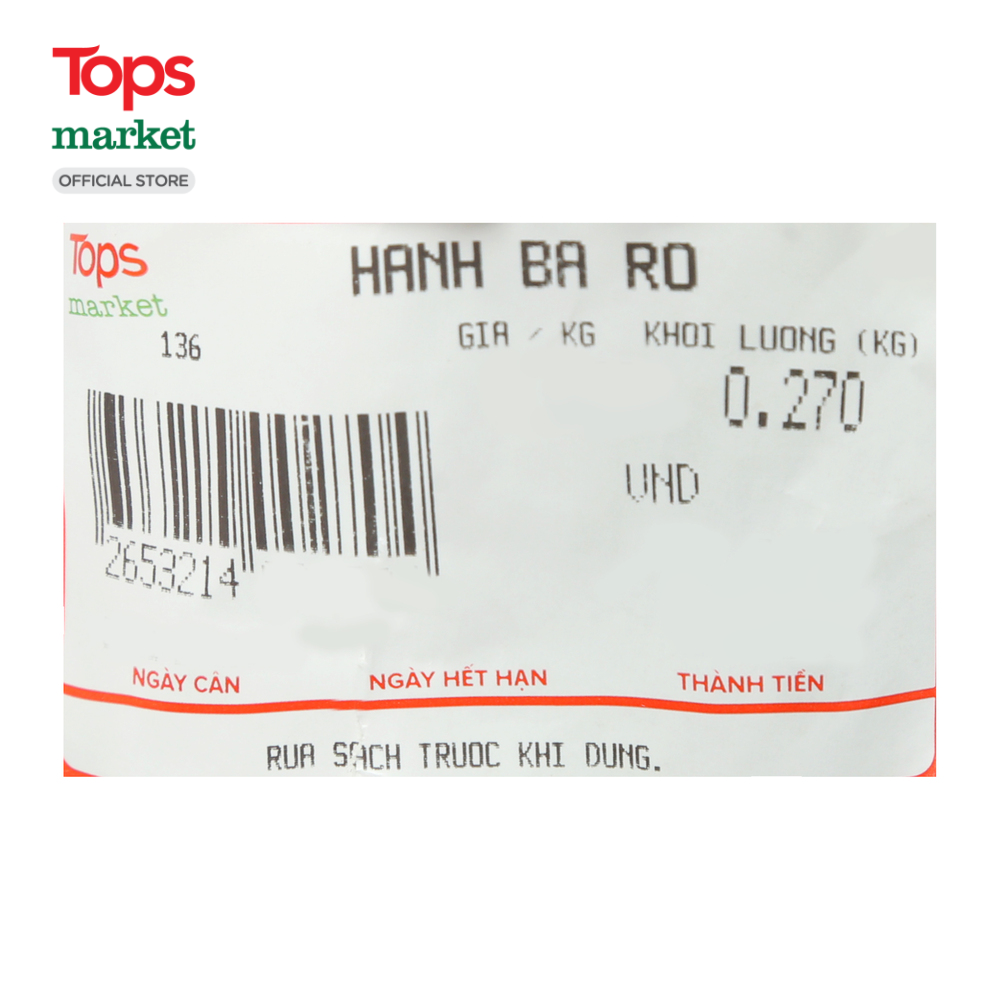 Tops
market
OFFICIAL STORE
Tops
market
HANH BA RO
136
GIA / KG KHOI LUONG (KG)
0.270
VND
2653214
NGÀY CÂN NGÀY HẾT HẠN THÀNH TIỀN
RUA SACH TRUOC KHI DUNG.